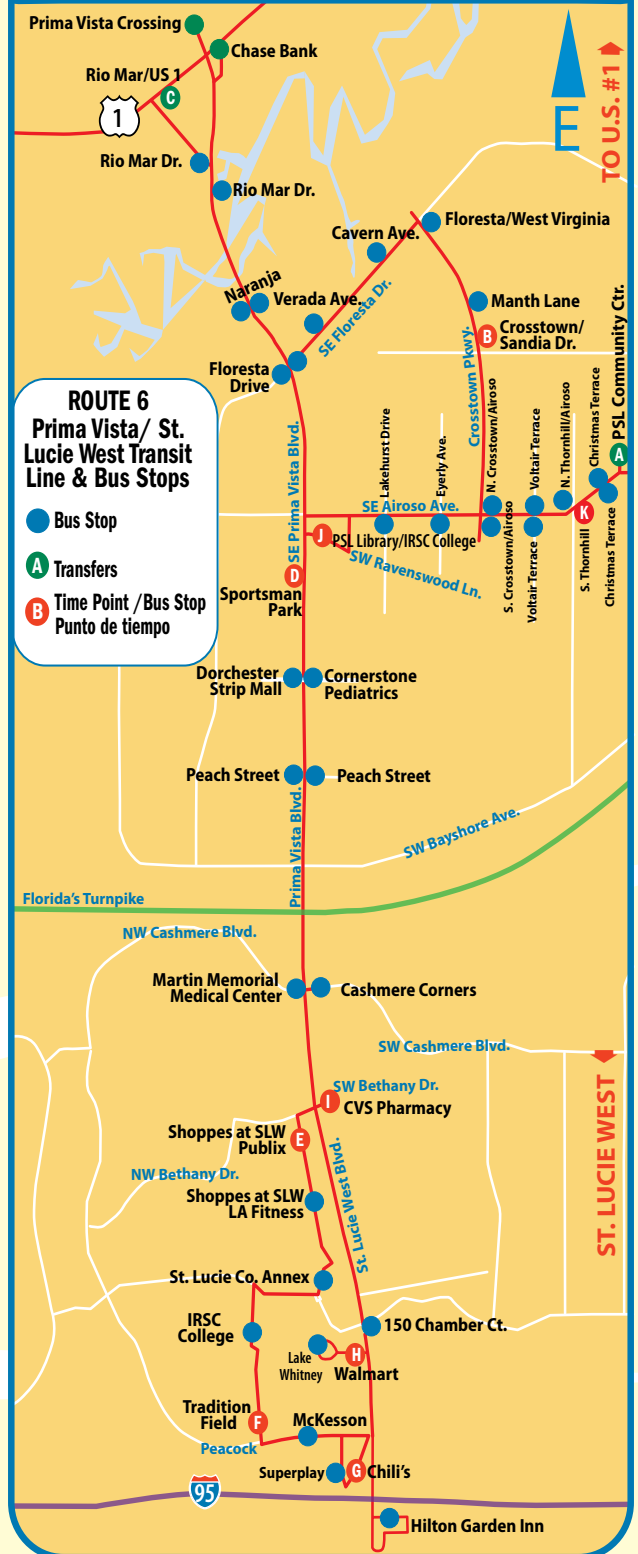 Prima Vista Crossing
Chase Bank
Rio Mar/US 1
C
1
Rio Mar Dr.
Rio Mar Dr.
E
TO U.S. #1
Floresta/West Virginia
Cavern Ave.
Naranja
Verada Ave.
SE Floresta Dr.
Manth Lane
B
Crosstown/
Sandia Dr.
Crosstown Pkwy.
Floresta
Drive
PSL Community Ctr.
A
ROUTE 6
Prima Vista/ St.
Lucie West Transit
Line & Bus Stops
Bus Stop
A Transfers
B Time Point /Bus Stop
Punto de tiempo
SE Prima Vista Blvd.
Lakehurst Drive
Eyerly Ave.
N. Crosstown/Airoso
Voltair Terrace
N. Thornhill/Airoso
Christmas Terrace
SE Airoso Ave.
J
PSL Library/IRSC College
SW Ravenswood Ln.
S. Crosstown/Airoso
Voltair Terrace
K
S. Thornhill
Christmas Terrace
D
Sportsman
Park
Dorchester
Strip Mall
Cornerstone
Pediatrics
Peach Street
Peach Street
Prima Vista Blvd.
SW Bayshore Ave.
Florida's Turnpike
NW Cashmere Blvd.
Martin Memorial
Medical Center
Cashmere Corners
SW Cashmere Blvd.
SW Bethany Dr.
I
CVS Pharmacy
Shoppes at SLW
Publix
E
NW Bethany Dr.
Shoppes at SLW
LA Fitness
St. Lucie West Blvd.
ST. LUCIE WEST
St. Lucie Co. Annex
IRSC
College
150 Chamber Ct.
Lake
Whitney
H
Walmart
Tradition
Field
F
McKesson
Peacock
Superplay
G
Chili's
95
Hilton Garden Inn